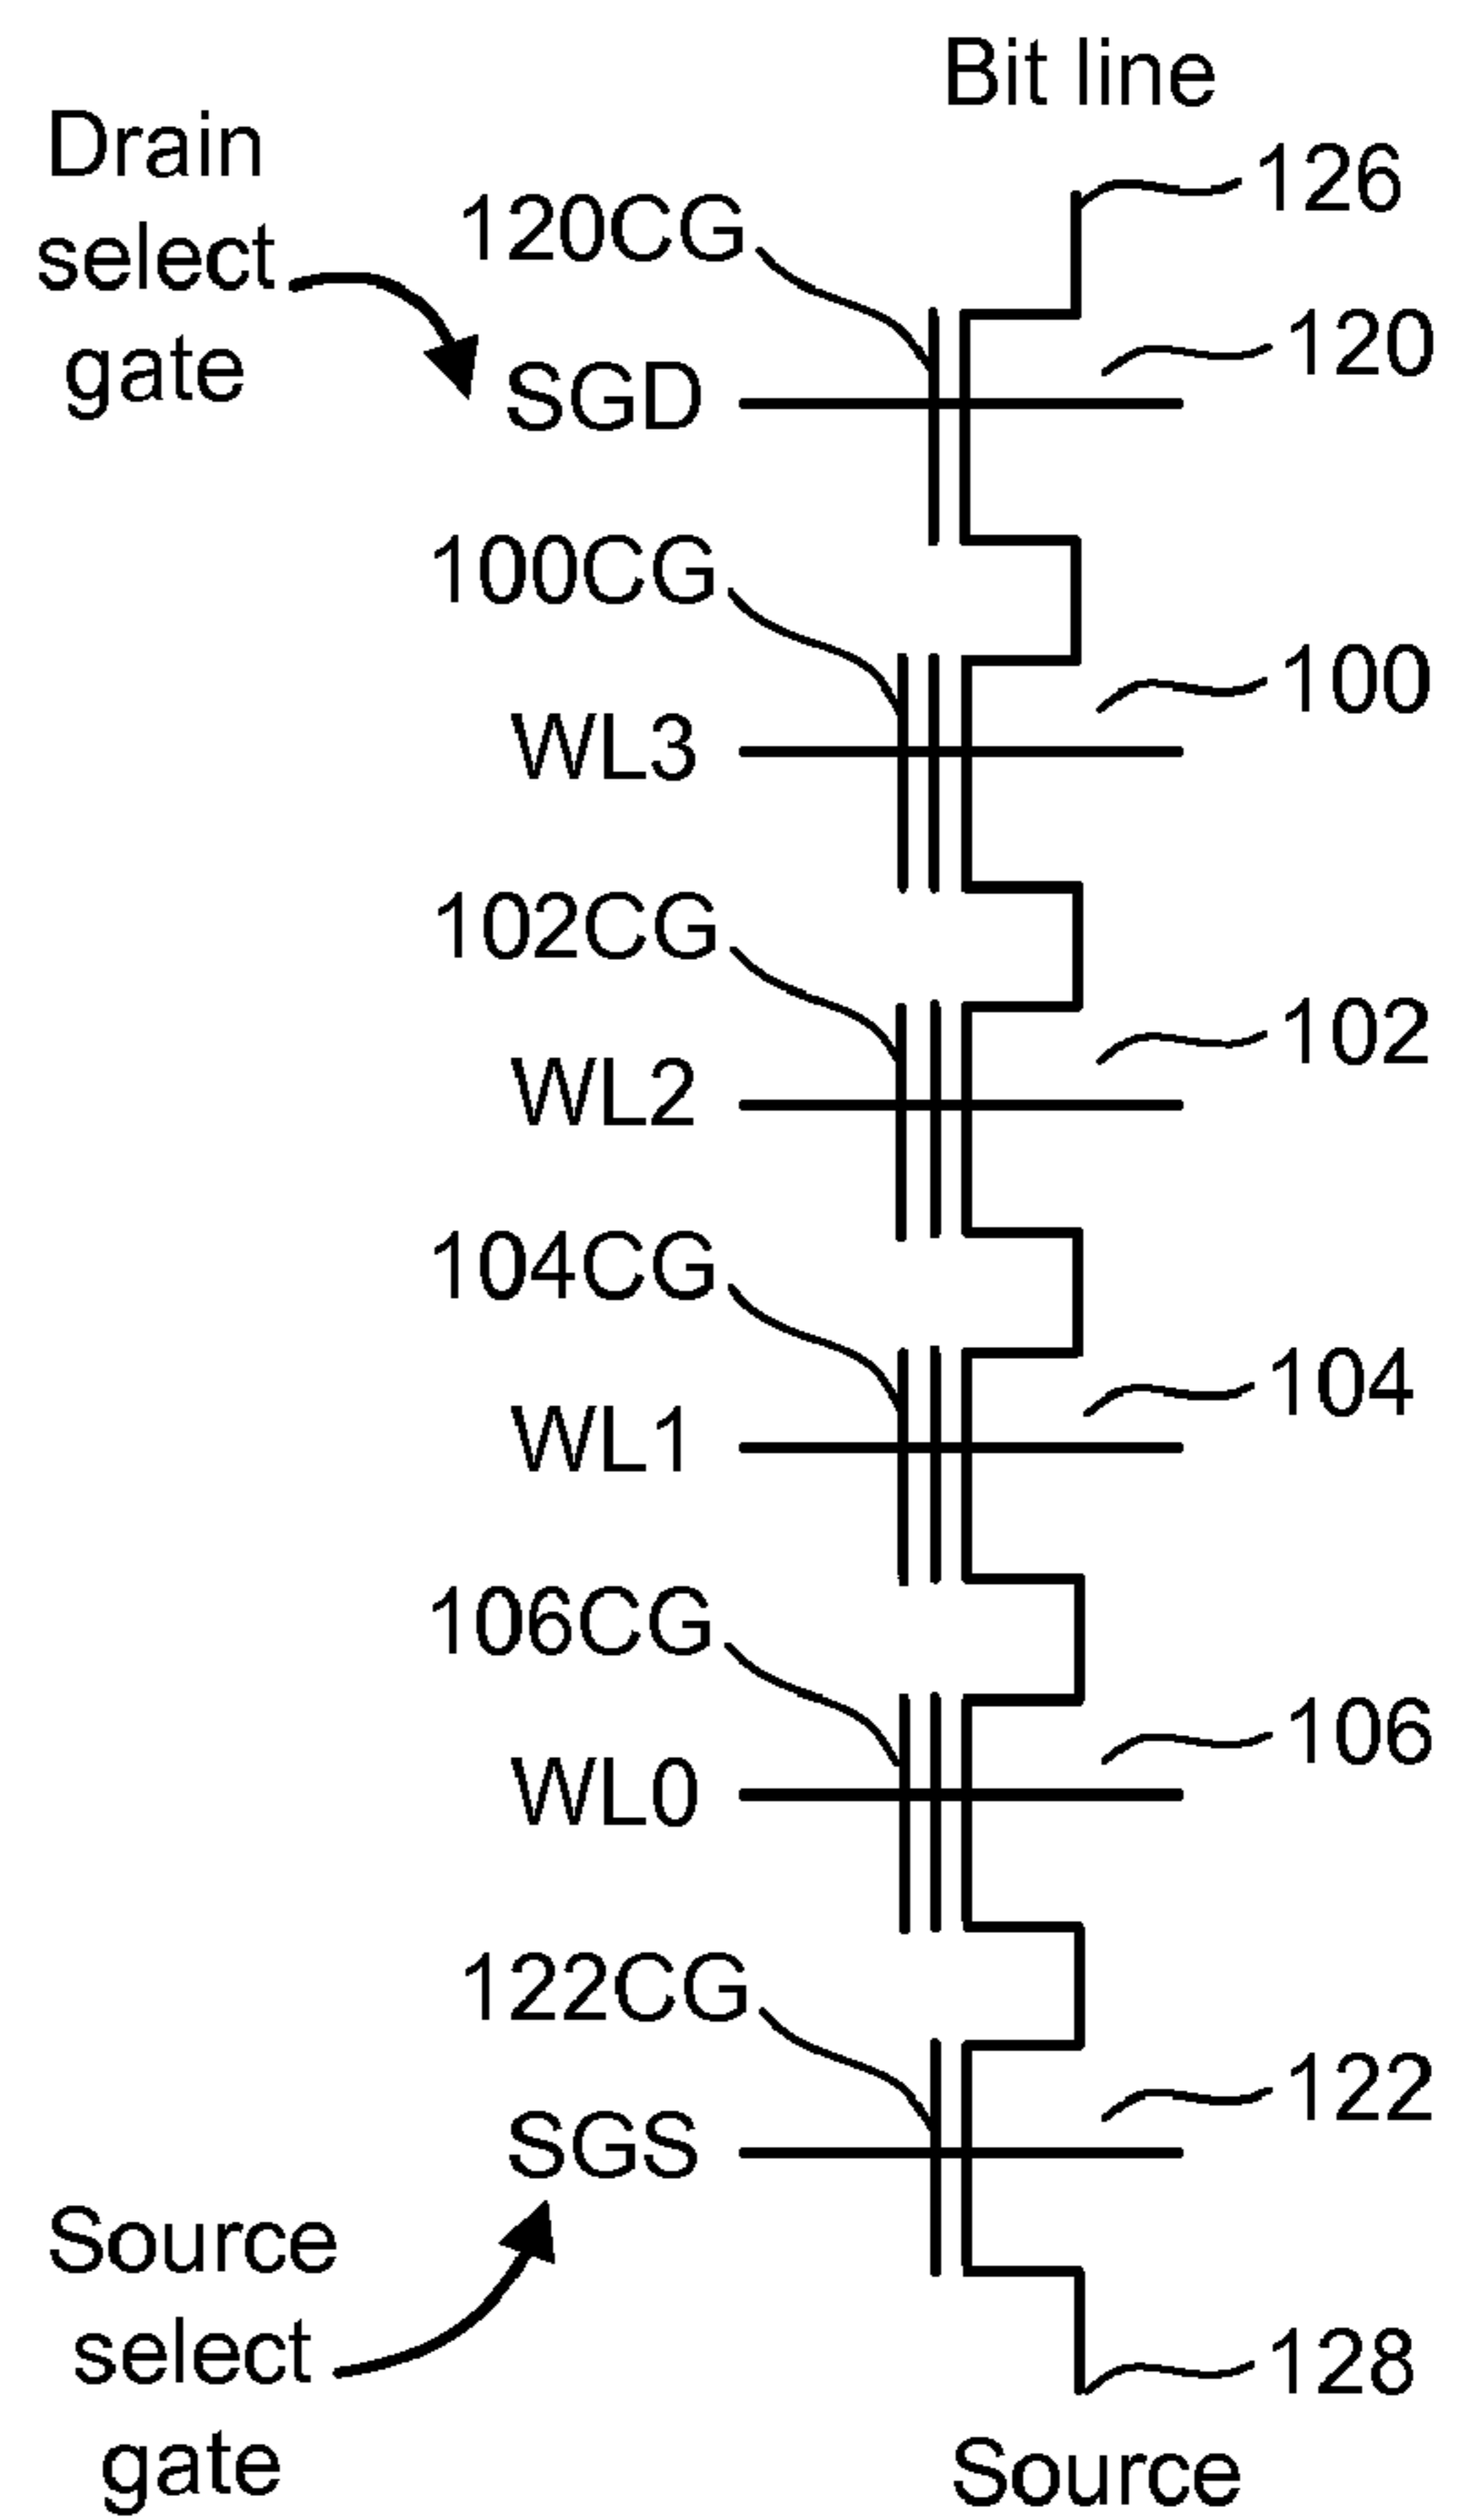 Bit line
126
Drain
select
gate
120CG
120
SGD
100CG
100
WL3
102CG
102
WL2
104CG
104
WL1
106CG
106
WL0
122CG
122
SGS
Source
select
gate
128
Source